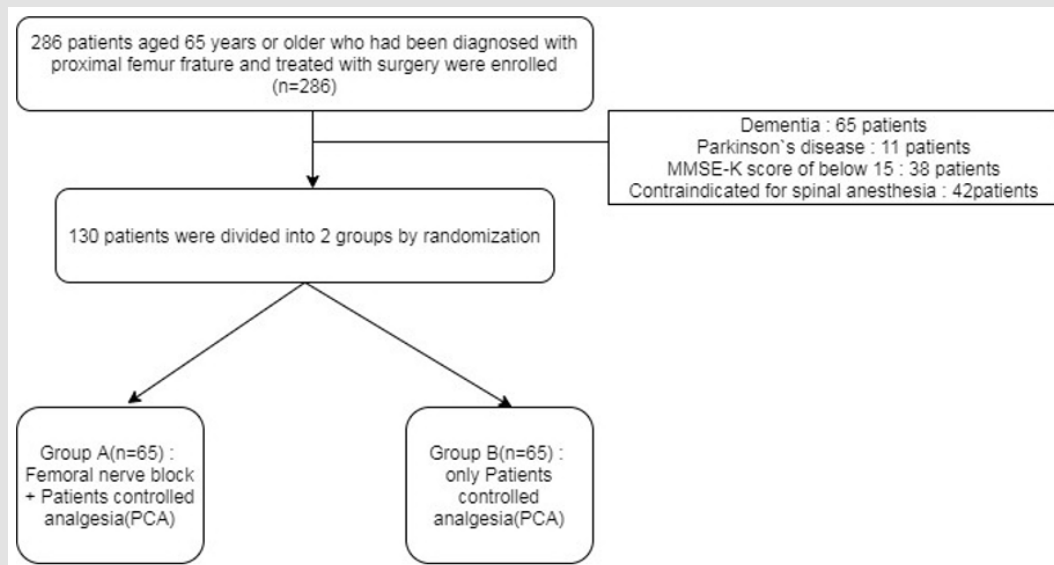 286 patients aged 65 years or older who had been diagnosed with
proximal femur frature and treated with surgery were enrolled
(n=286)
Dementia : 65 patients
Parkinson`s disease : 11 patients
MMSE-K score of below 15 : 38 patients
Contraindicated for spinal anesthesia : 42patients
130 patients were divided into 2 groups by randomization
Group A(n=65) :
Femoral nerve block
+ Patients controlled
analgesia(PCA)
Group B(n=65) :
only Patients
controlled
analgesia(PCA)